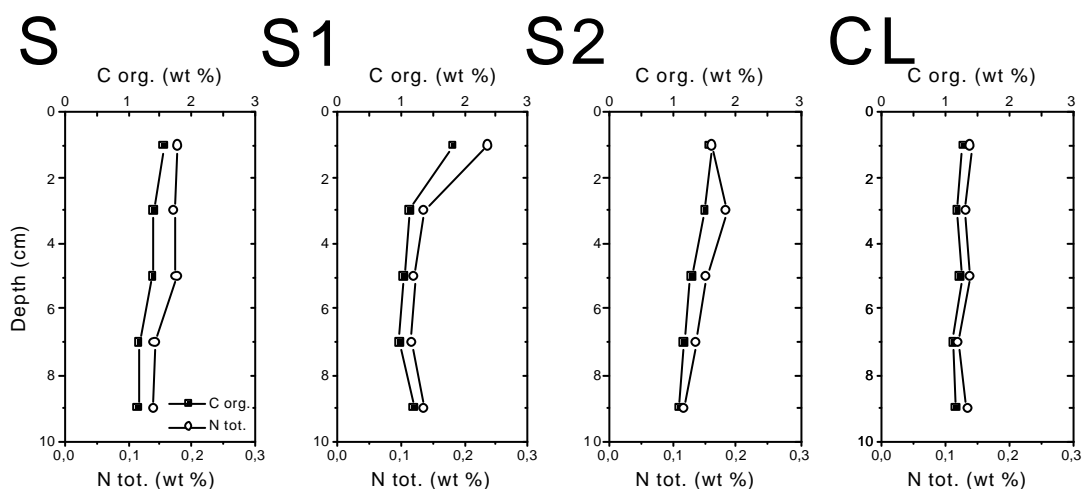 S S1 S2 CL
C org. (wt %) C org. (wt %) C org. (wt %) C org. (wt %)
0 1 2 3 0 1 2 3 0 1 2 3 0 1 2 3
0 0 0 0
2 2 2 2
4 4 4 4
Depth (cm)
6 6 6 6
8 8 8 8
C org..
N tot.
10 10 10 10
0,0 0,1 0,2 0,3 0,0 0,1 0,2 0,3 0,0 0,1 0,2 0,3 0,0 0,1 0,2 0,3
N tot. (wt %) N tot. (wt %) N tot. (wt %) N tot. (wt %)